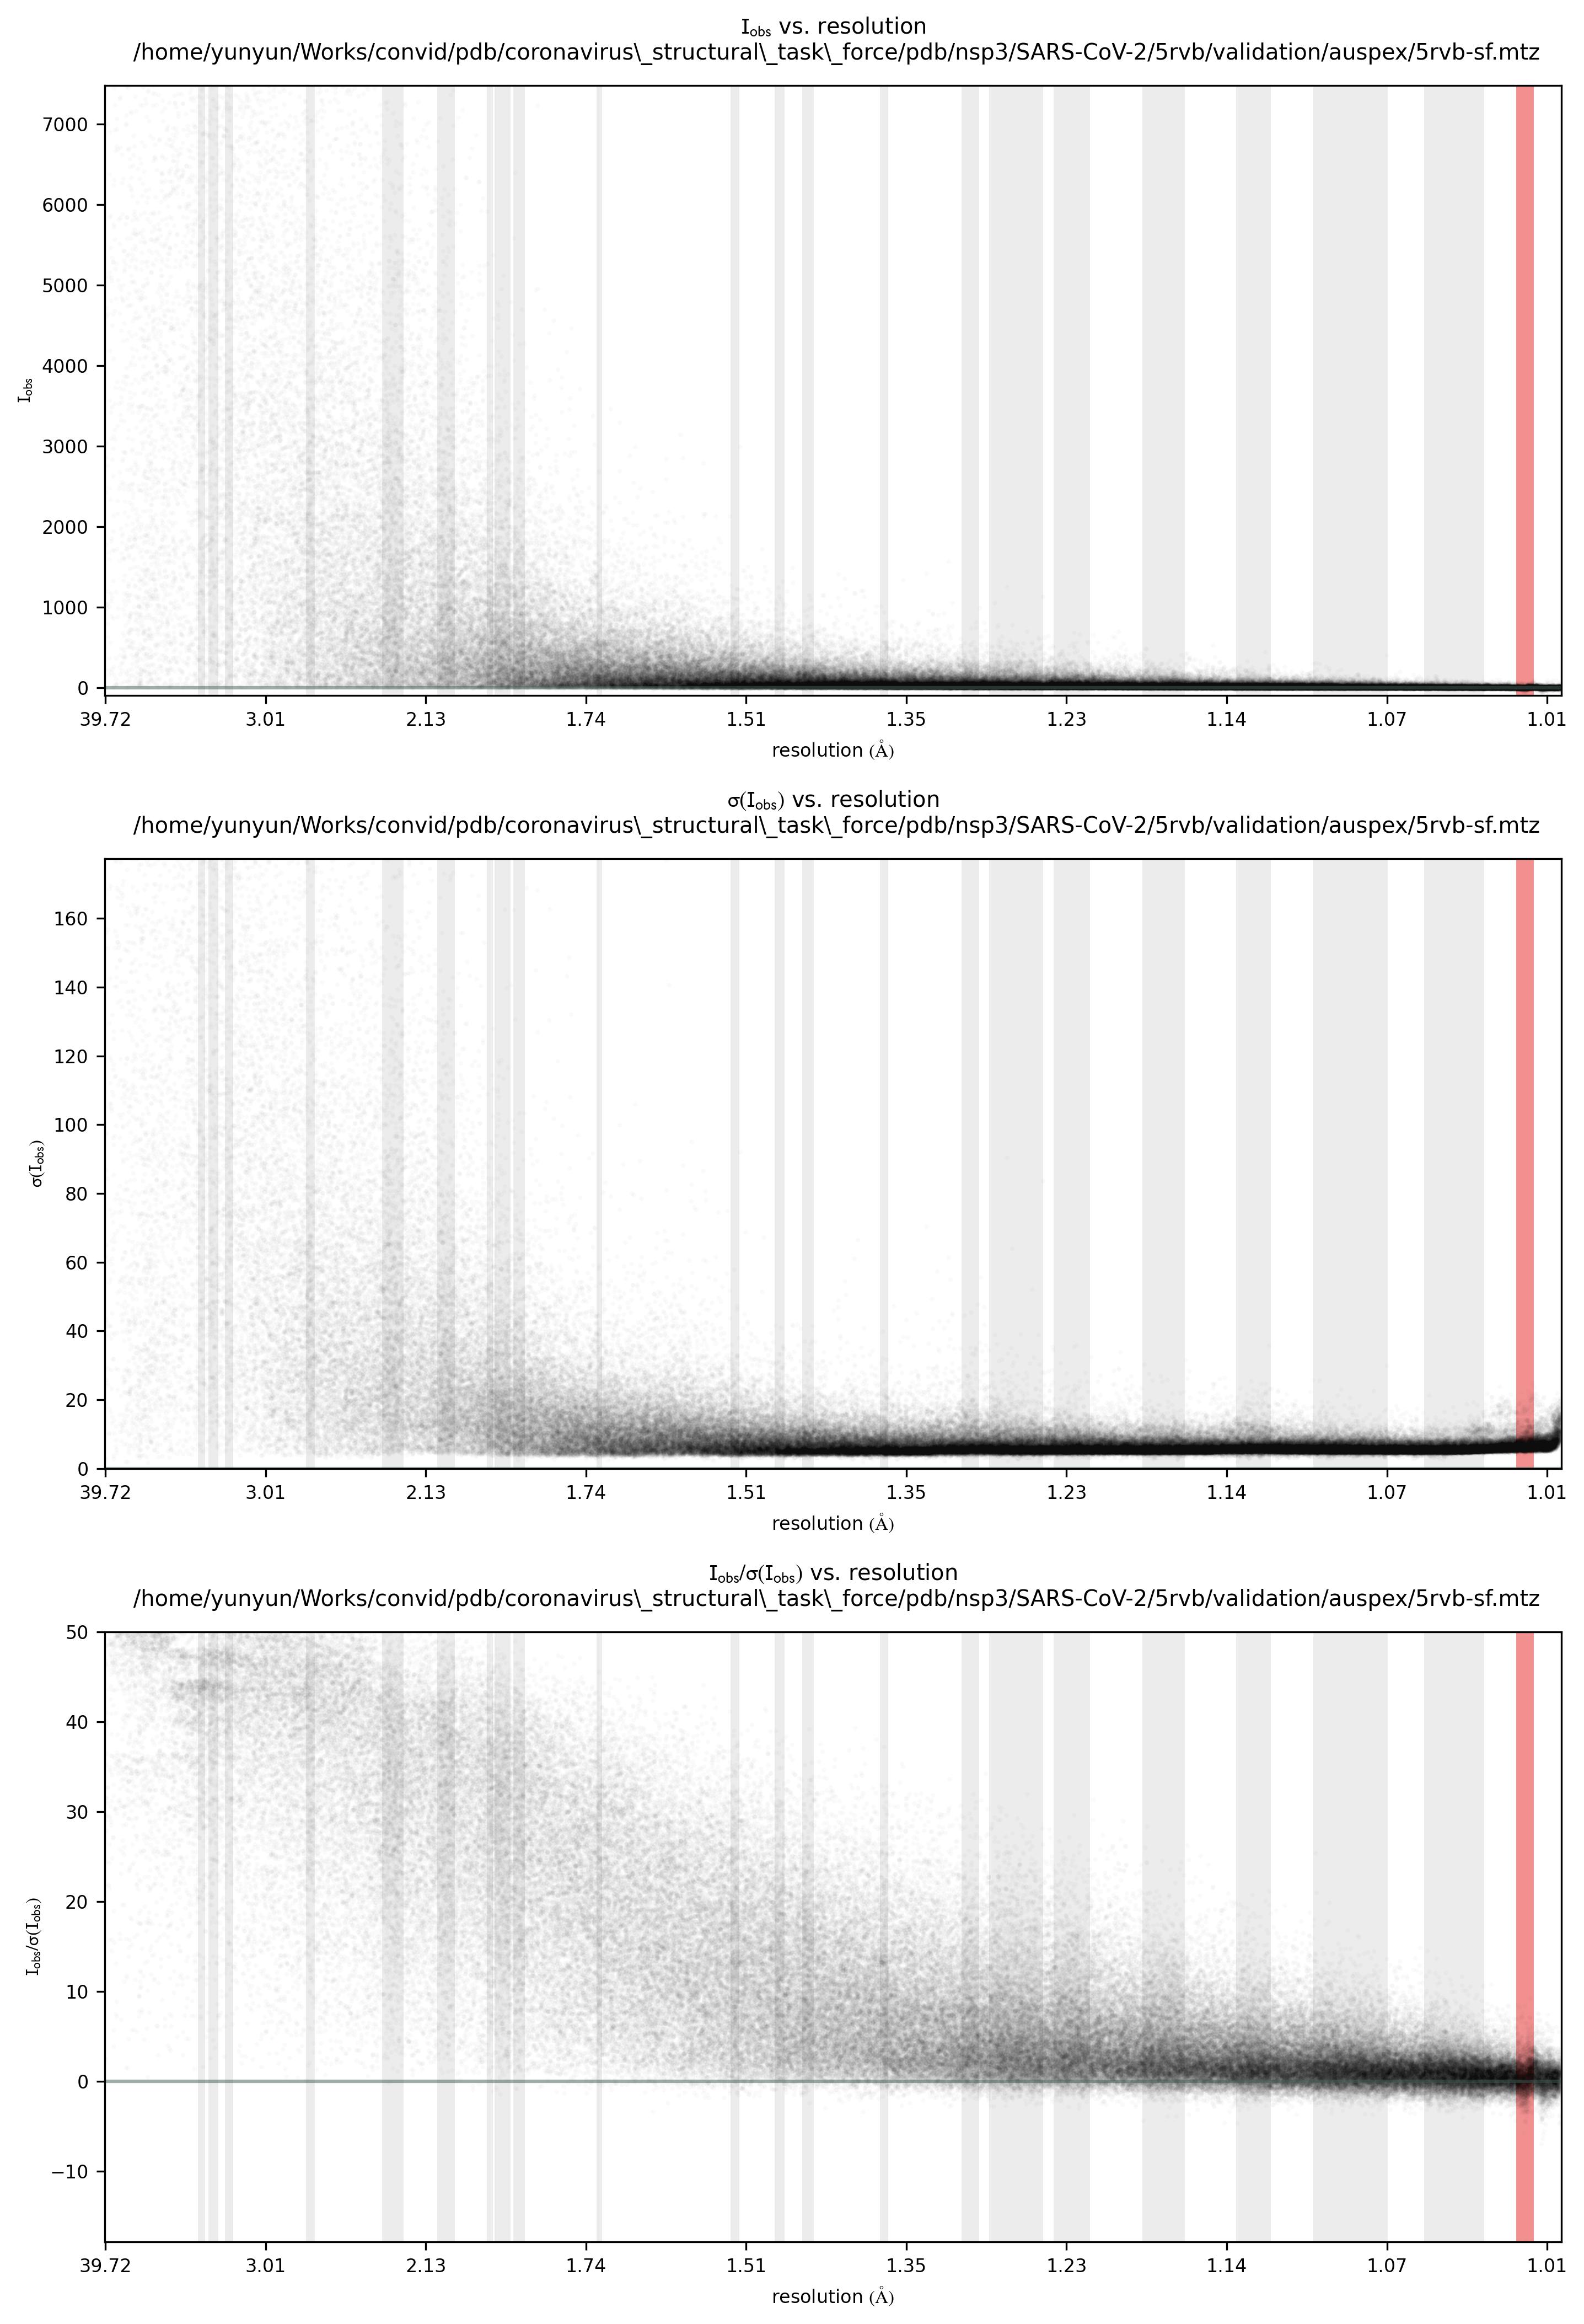 I_obs vs. resolution
/home/yunyun/Works/convid/pdb/coronavirus\_structural\_task\_force/pdb/nsp3/SARS-CoV-2/5rvb/validation/auspex/5rvb-sf.mtz
7000
6000
5000
4000
3000
2000
1000
0
I_obs
39.72 3.01 2.13 1.74 1.51 1.35 1.23 1.14 1.07 1.01
resolution (Å)
σ(I_obs) vs. resolution
/home/yunyun/Works/convid/pdb/coronavirus\_structural\_task\_force/pdb/nsp3/SARS-CoV-2/5rvb/validation/auspex/5rvb-sf.mtz
160
140
120
100
80
60
40
20
0
σ(I_obs)
39.72 3.01 2.13 1.74 1.51 1.35 1.23 1.14 1.07 1.01
resolution (Å)
I_obs/σ(I_obs) vs. resolution
/home/yunyun/Works/convid/pdb/coronavirus\_structural\_task\_force/pdb/nsp3/SARS-CoV-2/5rvb/validation/auspex/5rvb-sf.mtz
50
40
30
20
10
0
−10
I_obs/σ(I_obs)
39.72 3.01 2.13 1.74 1.51 1.35 1.23 1.14 1.07 1.01
resolution (Å)